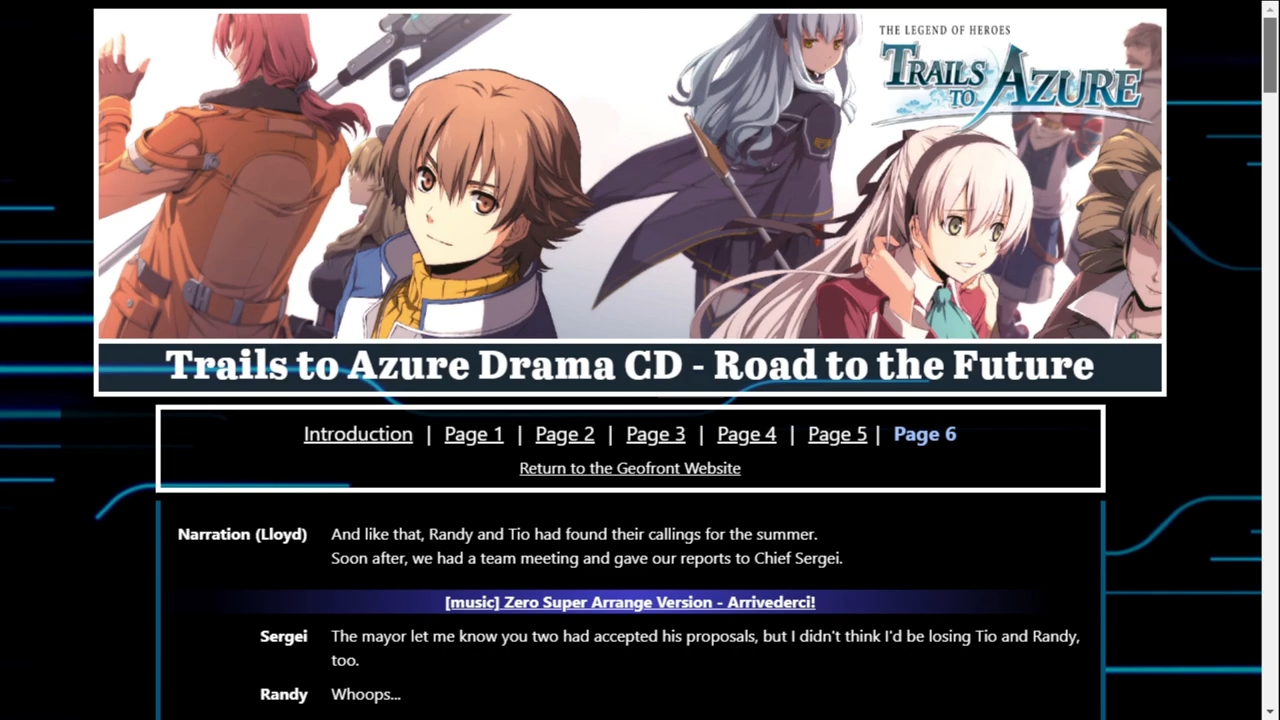 THE LEGEND OF HEROES
TRAILS
TO AZURE
Trails to Azure Drama CD - Road to the Future
Introduction | Page 1 | Page 2 | Page 3 | Page 4 | Page 5 | Page 6
Return to the Geofront Website
Narration (Lloyd) And like that, Randy and Tio had found their callings for the summer.
Soon after, we had a team meeting and gave our reports to Chief Sergei.
[music] Zero Super Arrange Version - Arrivederci!
Sergei The mayor let me know you two had accepted his proposals, but I didn't think I'd be losing Tio and Randy,
too.
Randy Whoops...